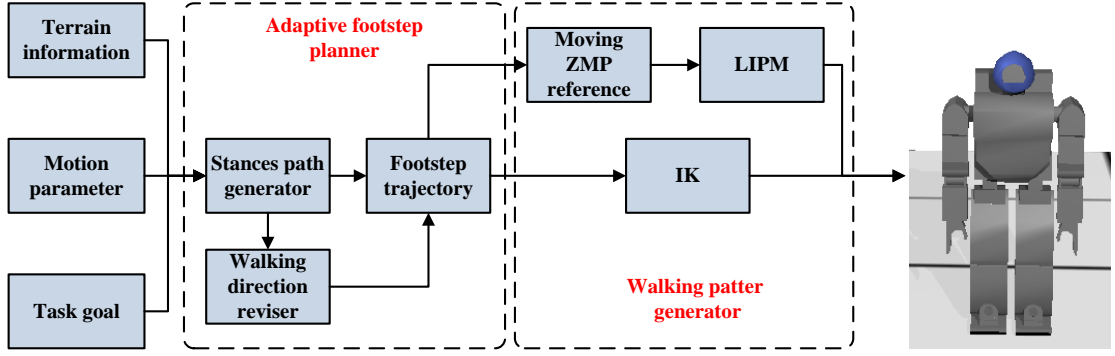 Terrain
information
Motion
parameter
Task goal
Adaptive footstep
planner
Stances path
generator
Footstep
trajectory
Walking
direction
reviser
Moving
ZMP
reference
LIPM
IK
Walking patter
generator